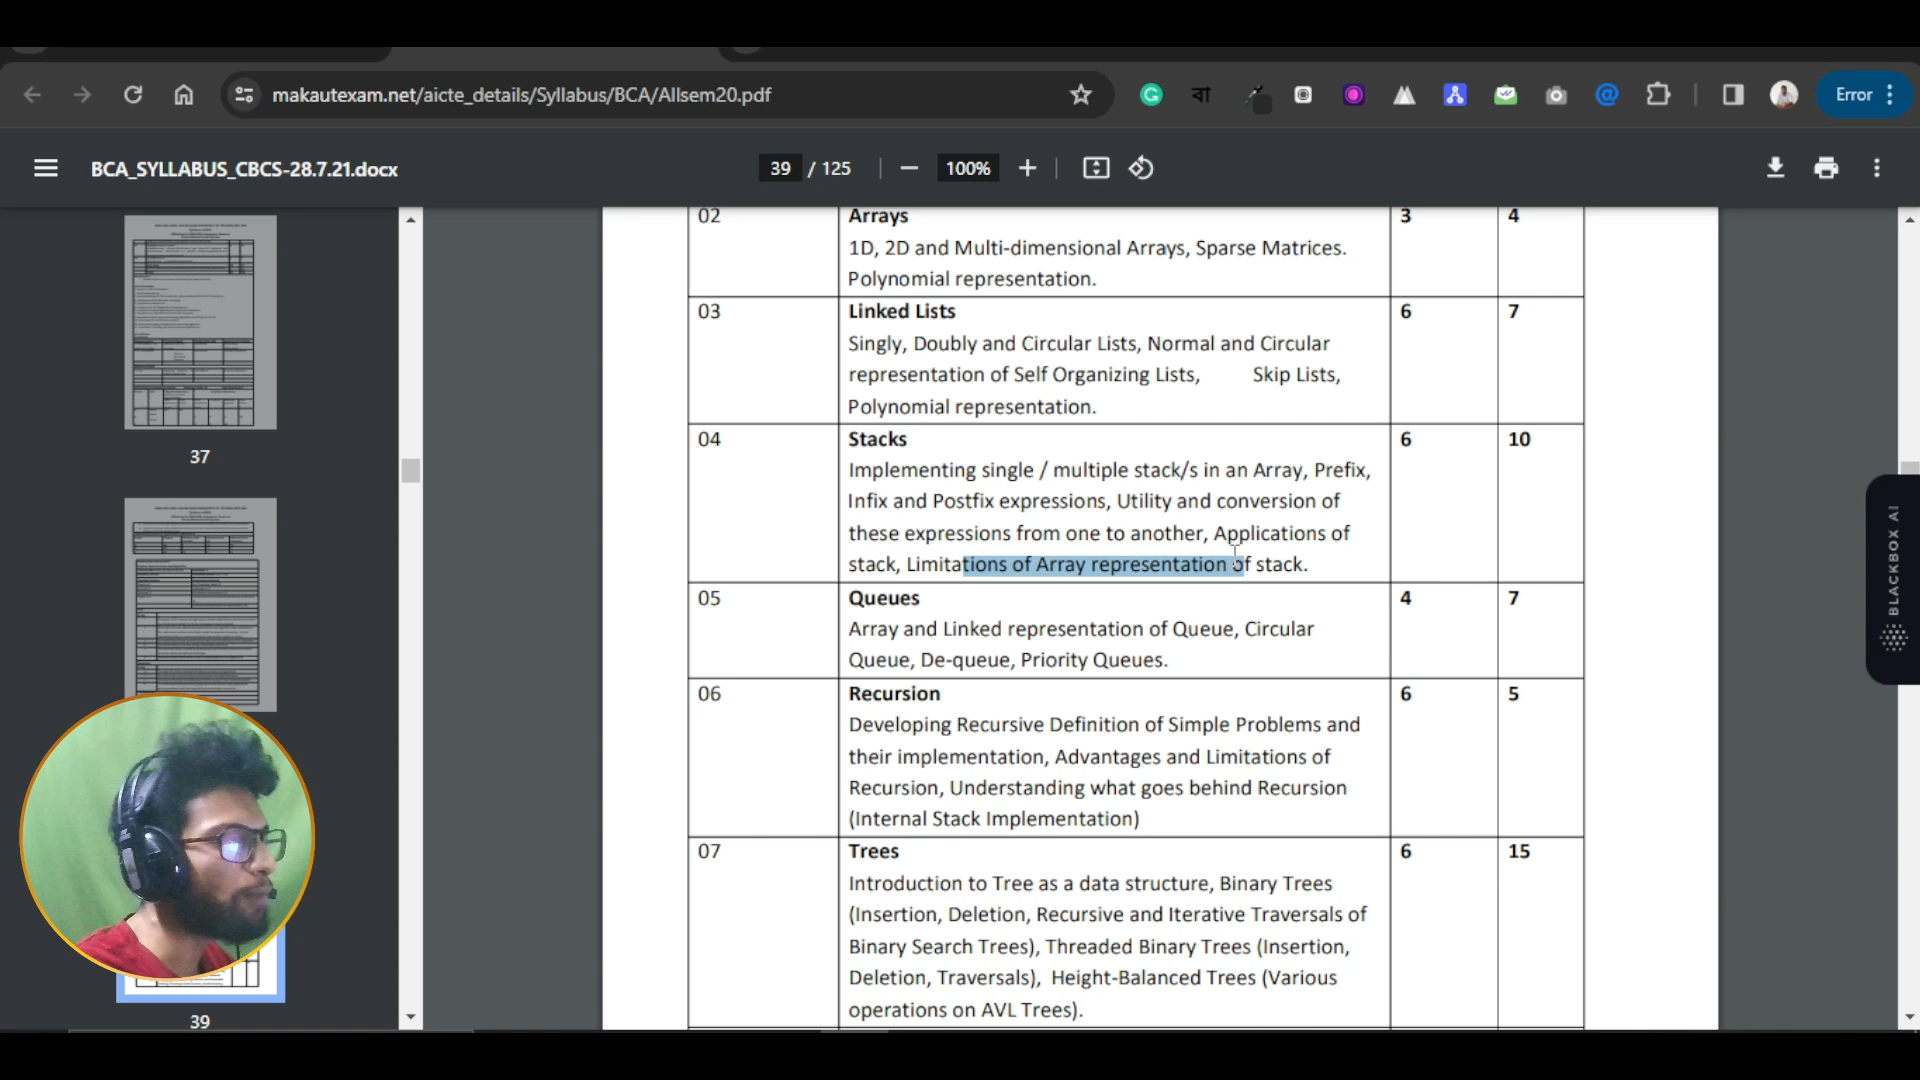 makautexam.net/aicte_details/Syllabus/BCA/Allsem20.pdf
বা
Error
BCA_SYLLABUS_CBCS-28.7.21.docx
39 / 125
100%
37
39
02 Arrays 3 4
1D, 2D and Multi-dimensional Arrays, Sparse Matrices.
Polynomial representation.
03 Linked Lists 6 7
Singly, Doubly and Circular Lists, Normal and Circular
representation of Self Organizing Lists, Skip Lists,
Polynomial representation.
04 Stacks 6 10
Implementing single / multiple stack/s in an Array, Prefix,
Infix and Postfix expressions, Utility and conversion of
these expressions from one to another, Applications of
stack, Limitations of Array representation of stack.
05 Queues 4 7
Array and Linked representation of Queue, Circular
Queue, De-queue, Priority Queues.
06 Recursion 6 5
Developing Recursive Definition of Simple Problems and
their implementation, Advantages and Limitations of
Recursion, Understanding what goes behind Recursion
(Internal Stack Implementation)
07 Trees 6 15
Introduction to Tree as a data structure, Binary Trees
(Insertion, Deletion, Recursive and Iterative Traversals of
Binary Search Trees), Threaded Binary Trees (Insertion,
Deletion, Traversals), Height-Balanced Trees (Various
operations on AVL Trees).
BLACKBOX AI